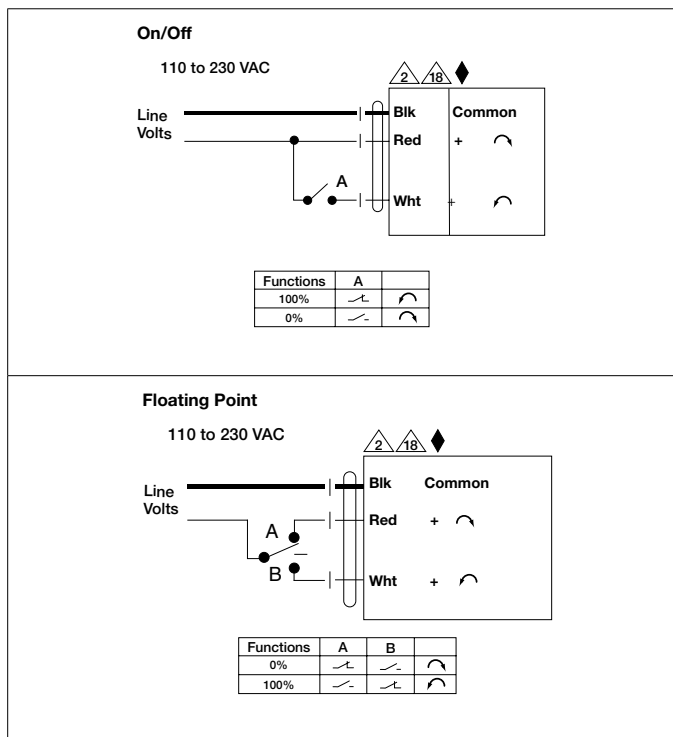 On/Off
110 to 230 VAC
2 18
Line
Volts
Blk Common
Red +
A
Wht +
Functions A
100%
0%
Floating Point
110 to 230 VAC
2 18
Line
Volts
Blk Common
Red +
A
B
Wht +
Functions A B
0%
100%